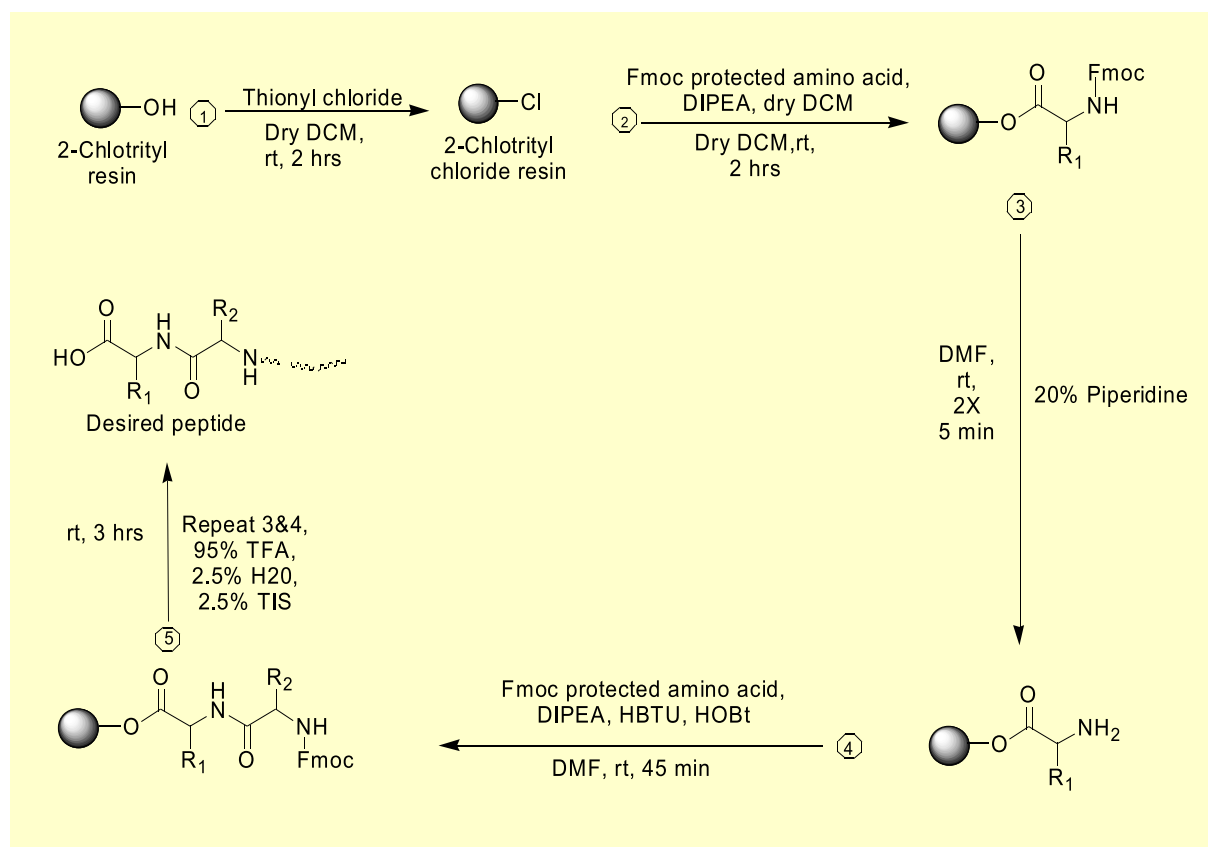 OH
1
Thionyl chloride
Dry DCM,
rt, 2 hrs
2-Chlotrityl
resin
Cl
2-Chlotrityl
chloride resin
2
Fmoc protected amino acid,
DIPEA, dry DCM
Dry DCM,rt,
2 hrs
O
Fmoc
NH
O
R1
3
DMF,
rt,
2X
5 min
20% Piperidine
O
NH2
O
R1
4
Fmoc protected amino acid,
DIPEA, HBTU, HOBt
DMF, rt, 45 min
O
H
N
R2
O
NH
R1
O
Fmoc
5
rt, 3 hrs
Repeat 3&4,
95% TFA,
2.5% H20,
2.5% TIS
O
H
N
R2
HO
N
H
R1
O
Desired peptide